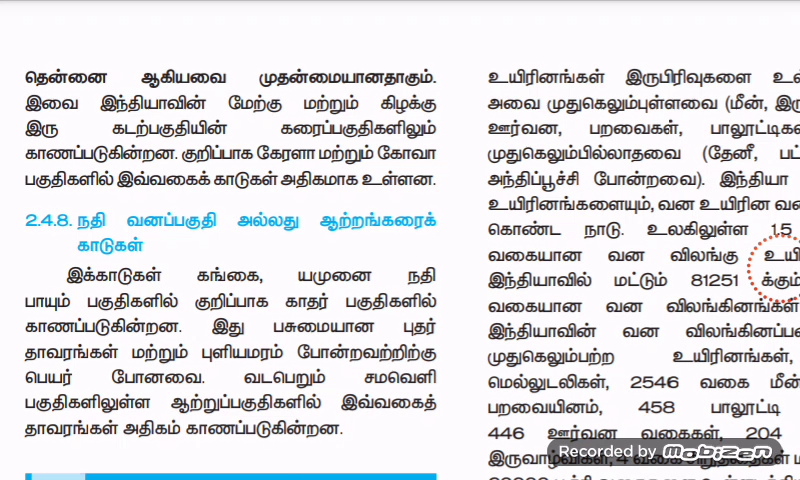 தென்னை ஆகியவை முதன்மையானதாகும்.
இவை இந்தியாவின் மேற்கு மற்றும் கிழக்கு
இரு கடற்பகுதியின் கரைப்பகுதிகளிலும்
காணப்படுகின்றன. குறிப்பாக கேரளா மற்றும் கோவா
பகுதிகளில் இவ்வகைக் காடுகள் அதிகமாக உள்ளன.
2.4.8. நதி வனப்பகுதி அல்லது ஆற்றங்கரைக்
காடுகள்
இக்காடுகள் கங்கை, யமுனை நதி
பாயும் பகுதிகளில் குறிப்பாக காதர் பகுதிகளில்
காணப்படுகின்றன. இது பசுமையான புதர்
தாவரங்கள் மற்றும் புளியமரம் போன்றவற்றிற்கு
பெயர் போனவை. வடபெறும் சமவெளி
பகுதிகளிலுள்ள ஆற்றுப்பகுதிகளில் இவ்வகைத்
தாவரங்கள் அதிகம் காணப்படுகின்றன.
உயிரினங்கள் இருபிரிவுகளை
அவை முதுகெலும்புள்ளவை (மீன்,
ஊர்வன, பறவைகள்,
முதுகெலும்பில்லாதவை (தேனீ,
அந்திப்பூச்சி போன்றவை). இந்தியா
உயிரினங்களையும், வன உயிரின
கொண்ட நாடு. உலகிலுள்ள 1.5
வகையான வன விலங்கு
இந்தியாவில் மட்டும் 81251 க்கும்
வகையான வன விலங்கினங்கள்
இந்தியாவின் வன
முதுகெலும்பற்ற உயிரினங்கள்,
மெல்லுடலிகள், 2546 வகை
பறவையினம், 458 பாலூட்டி
446 ஊர்வன வகைகள், 204
இருவாழ்விகள், 4 வகை
Recorded by Mobizen